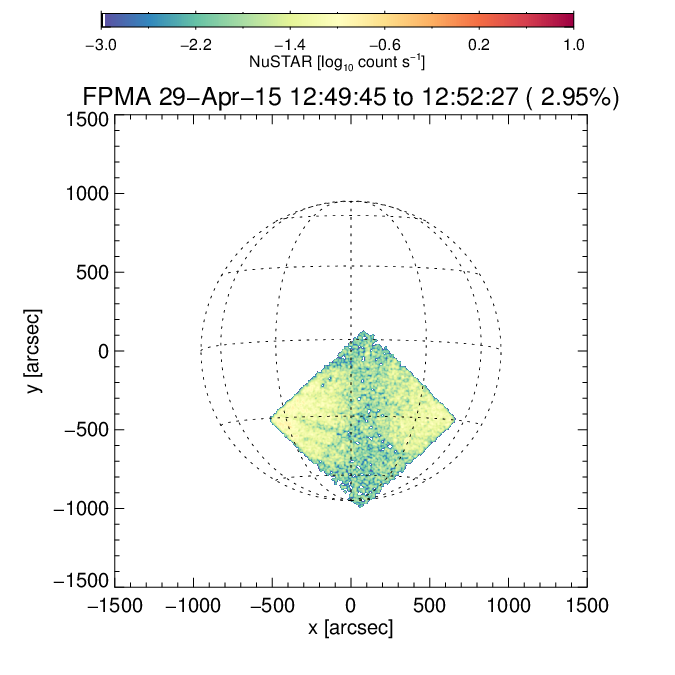 −3.0 −2.2 −1.4 −0.6 0.2 1.0
NuSTAR [log₁₀ count s⁻¹]
FPMA 29−Apr−15 12:49:45 to 12:52:27 ( 2.95%)
1500
1000
500
0
−500
−1000
−1500
y [arcsec]
−1500 −1000 −500 0 500 1000 1500
x [arcsec]